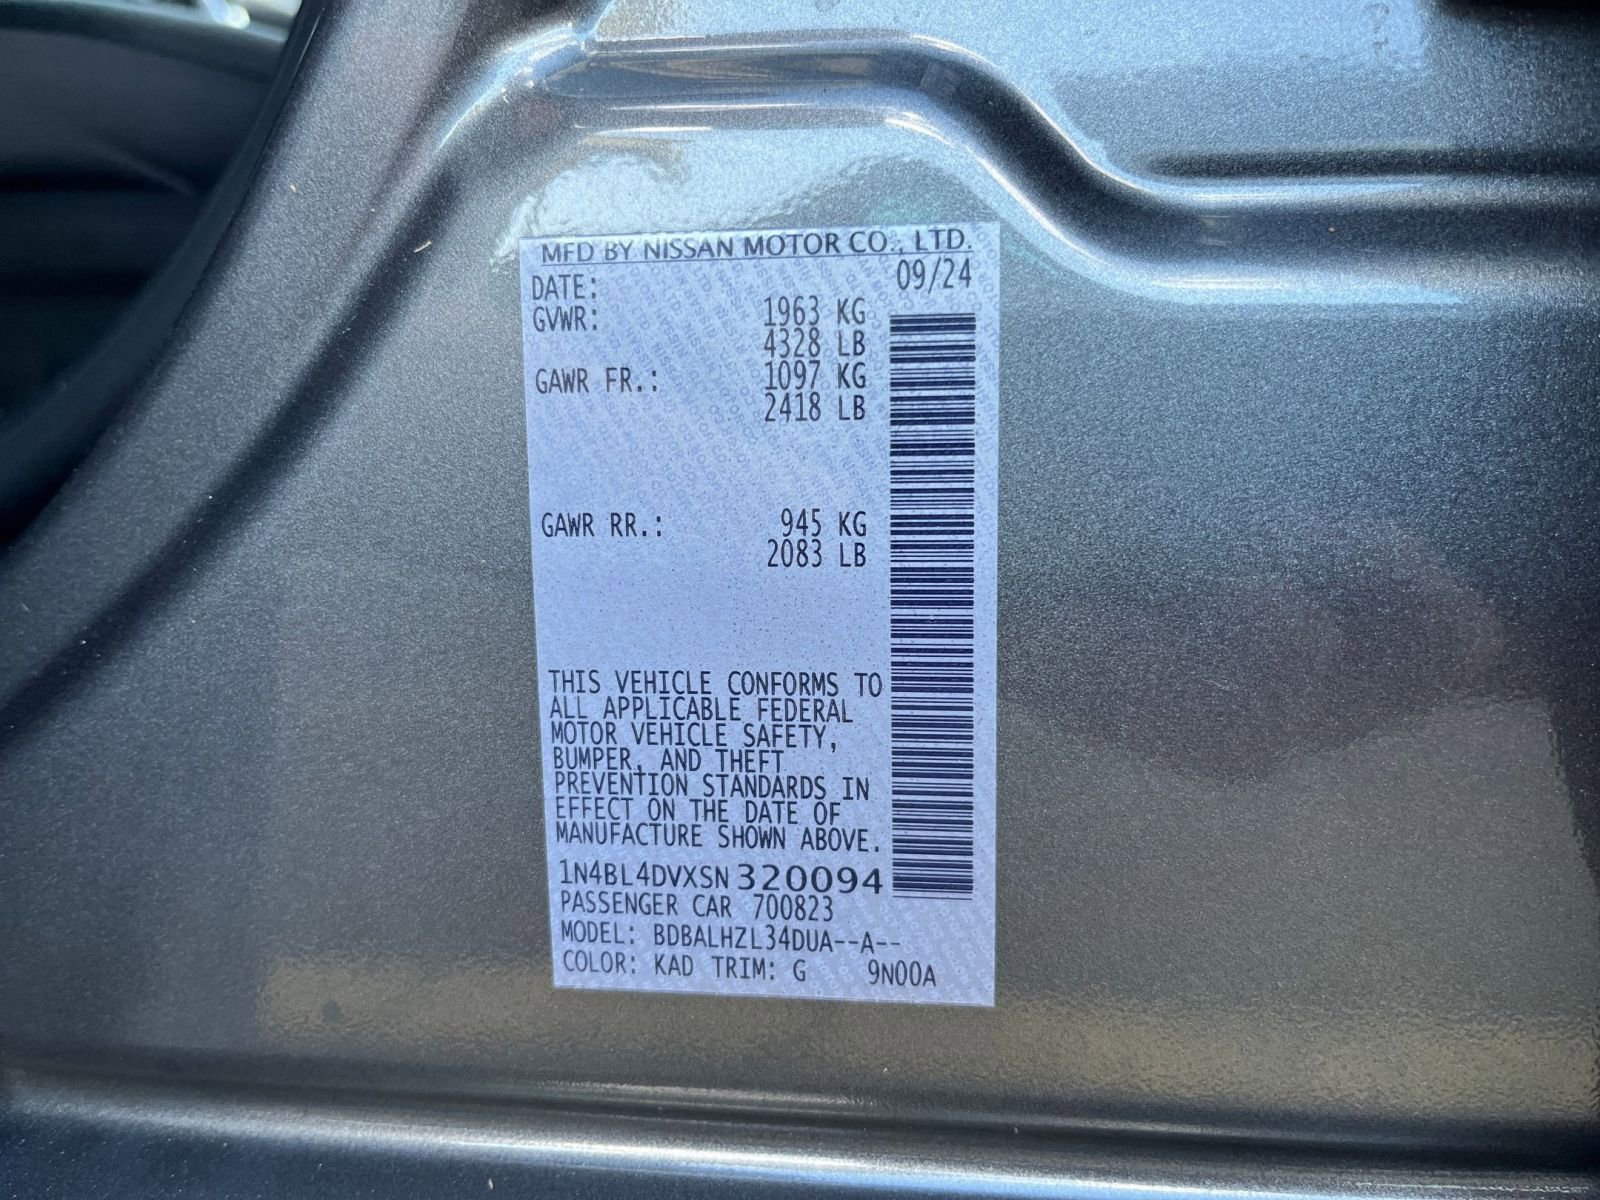 MFD BY NISSAN MOTOR CO., LTD.
DATE: 09/24
GVWR: 1963 KG
4328 LB
GAWR FR.: 1097 KG
2418 LB
GAWR RR.: 945 KG
2083 LB
THIS VEHICLE CONFORMS TO
ALL APPLICABLE FEDERAL
MOTOR VEHICLE SAFETY,
BUMPER, AND THEFT
PREVENTION STANDARDS IN
EFFECT ON THE DATE OF
MANUFACTURE SHOWN ABOVE.
1N4BL4DVXSN320094
PASSENGER CAR 700823
MODEL: BDBALHZL34DUA--A--
COLOR: KAD TRIM: G 9N00A